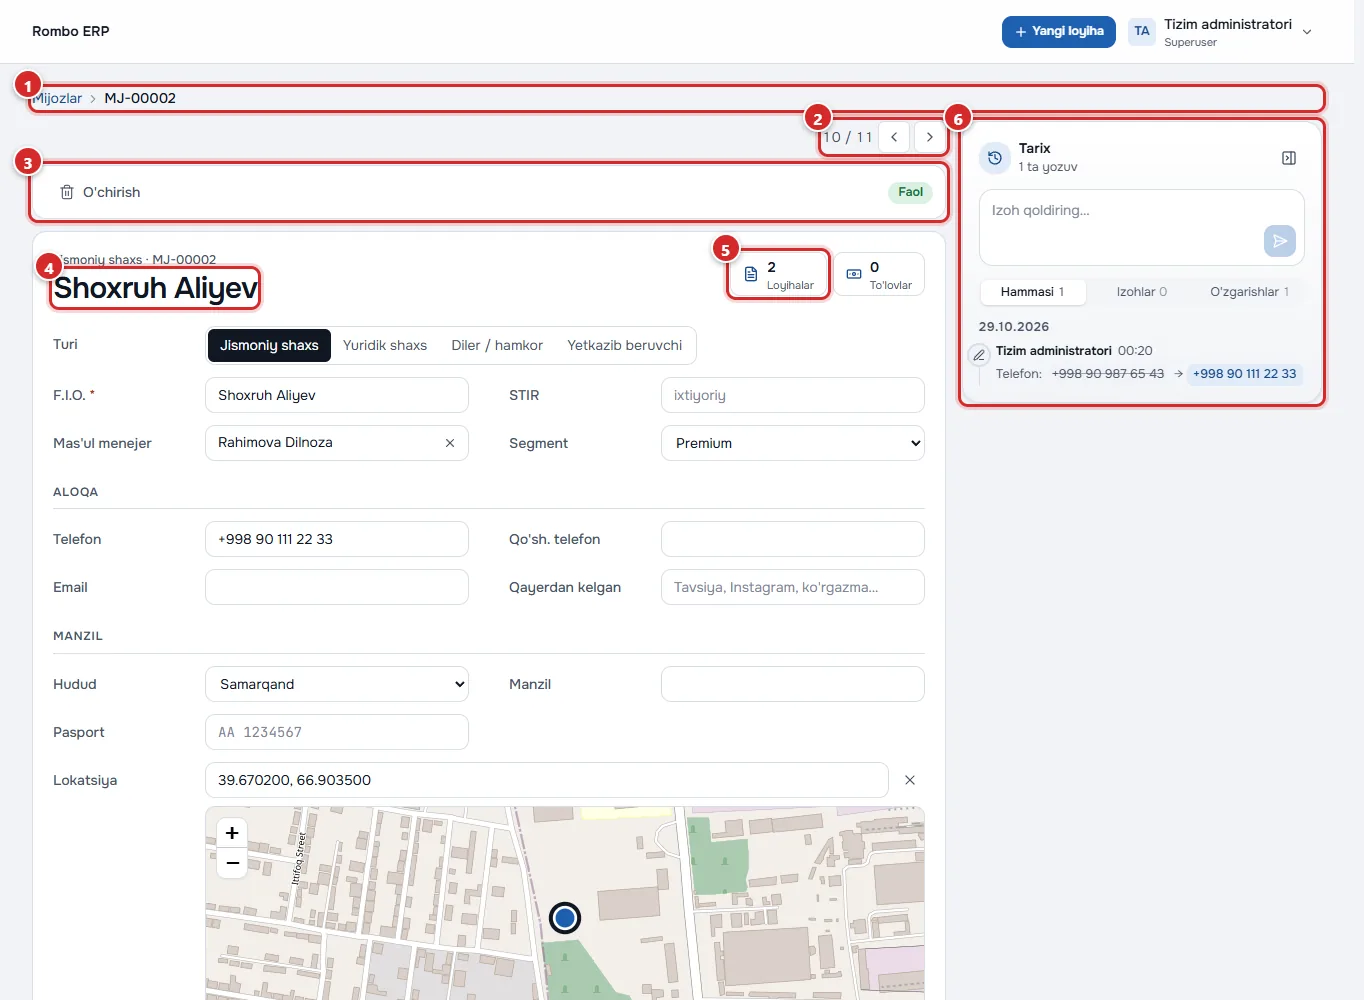 Rombo ERP
+ Yangi loyiha
TA
Tizim administratori
Superuser
1
Mijozlar > MJ-00002
2
10 / 11
3
O'chirish
Faol
4
Jismoniy shaxs · MJ-00002
Shoxruh Aliyev
5
2
Loyihalar
0
To'lovlar
Turi
Jismoniy shaxs
Yuridik shaxs
Diler / hamkor
Yetkazib beruvchi
F.I.O. *
Shoxruh Aliyev
STIR
ixtiyoriy
Mas'ul menejer
Rahimova Dilnoza
Segment
Premium
ALOQA
Telefon
+998 90 111 22 33
Qo'sh. telefon
Email
Qayerdan kelgan
Tavsiya, Instagram, ko'rgazma...
MANZIL
Hudud
Samarqand
Manzil
Pasport
AA 1234567
Lokatsiya
39.670200, 66.903500
+
−
Ittifoq Street
6
Tarix
1 ta yozuv
Izoh qoldiring...
Hammasi 1
Izohlar 0
O'zgarishlar 1
29.10.2026
Tizim administratori 00:20
Telefon: +998 90 987 65 43 → +998 90 111 22 33